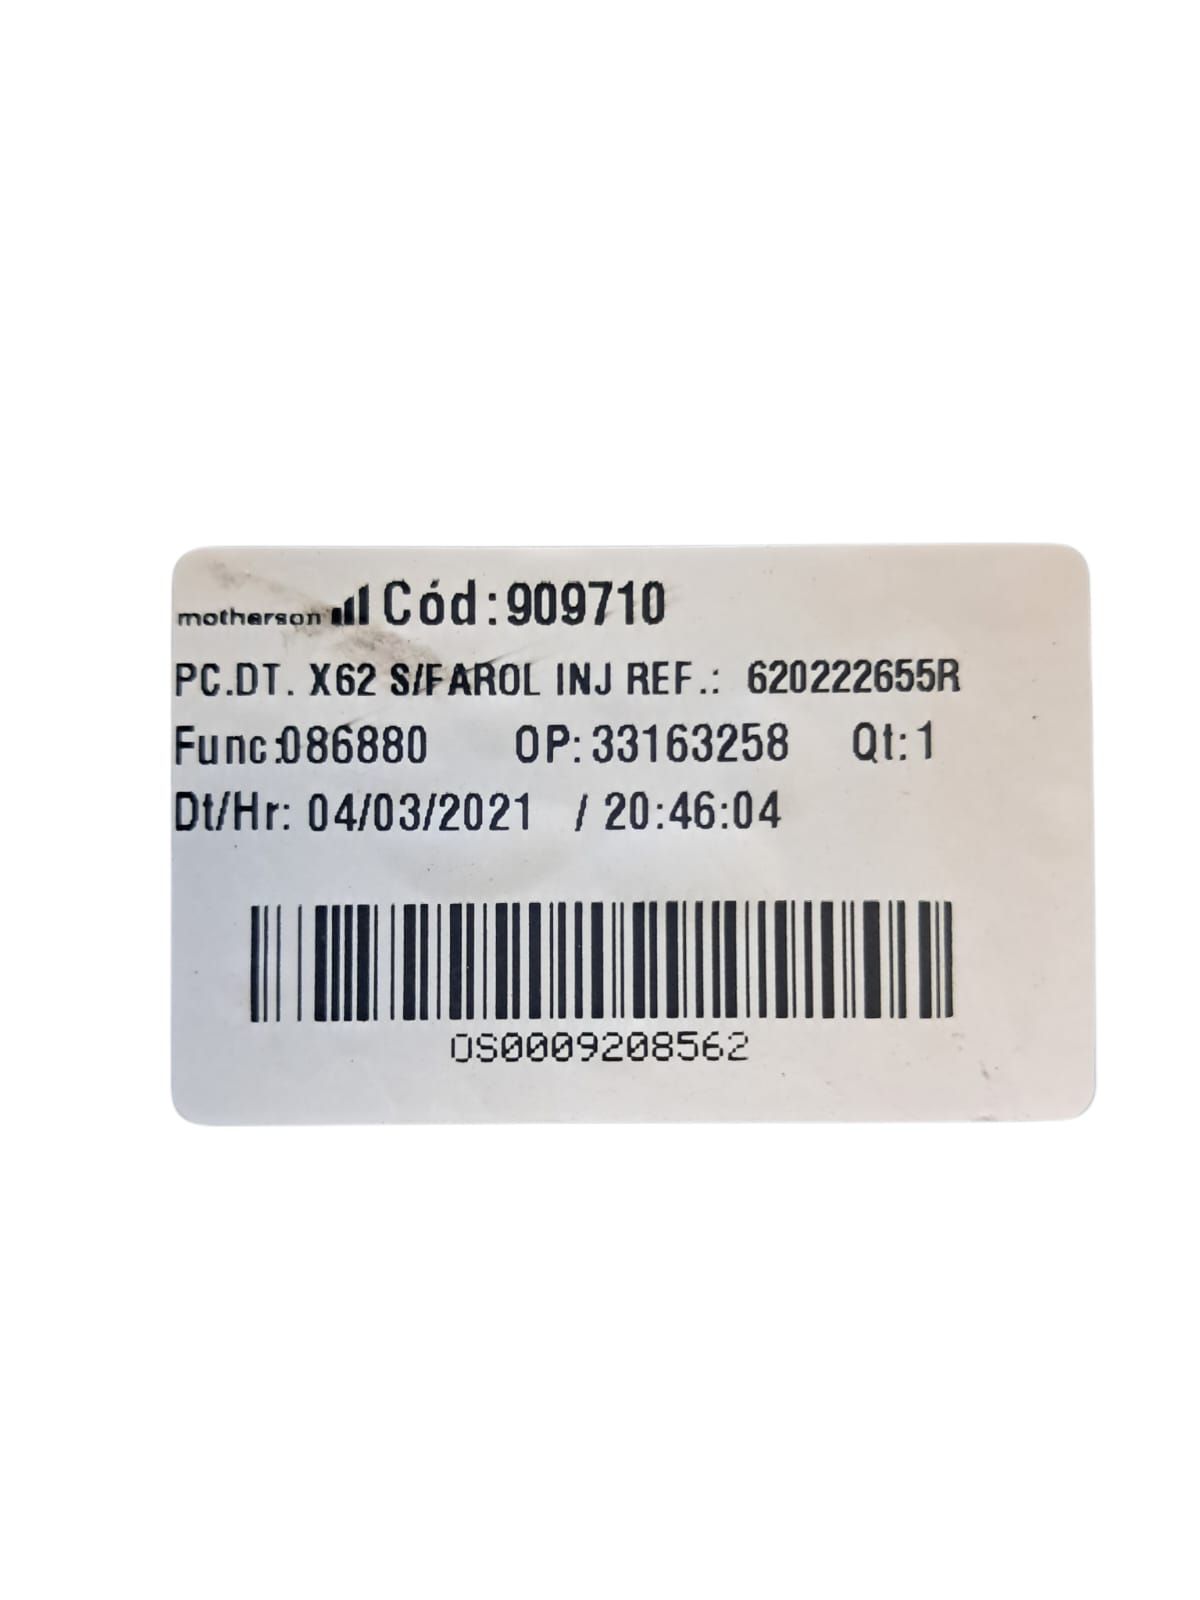 motherson Cód:909710
PC.DT. X62 S/FAROL INJ REF.: 620222655R
Func:086880 OP:33163258 Qt:1
Dt/Hr: 04/03/2021 / 20:46:04
OS0009208562